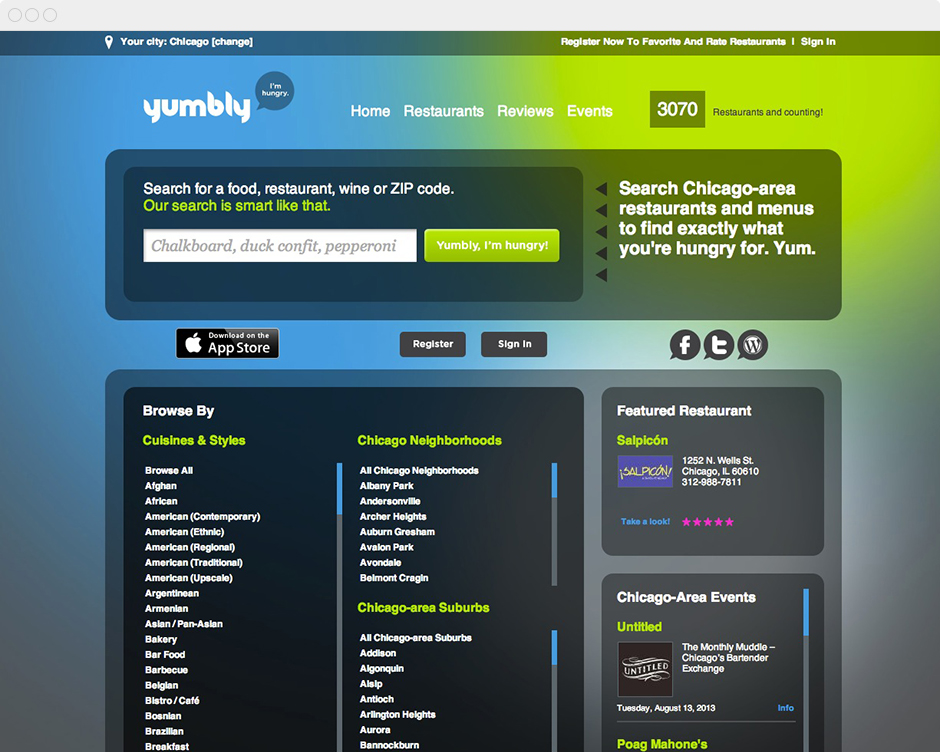 Your city: Chicago [change]
Register Now To Favorite And Rate Restaurants | Sign In
yumbly
I'm
hungry.
Home Restaurants Reviews Events
3070 Restaurants and counting!
Search for a food, restaurant, wine or ZIP code.
Our search is smart like that.
Chalkboard, duck confit, pepperoni
Yumbly, I'm hungry!
Search Chicago-area
restaurants and menus
to find exactly what
you're hungry for. Yum.
Download on the
App Store
Register
Sign In
Browse By
Cuisines & Styles
Browse All
Afghan
African
American (Contemporary)
American (Ethnic)
American (Regional)
American (Traditional)
American (Upscale)
Argentinean
Armenian
Asian / Pan-Asian
Bakery
Bar Food
Barbecue
Belgian
Bistro / Café
Bosnian
Brazilian
Breakfast
Chicago Neighborhoods
All Chicago Neighborhoods
Albany Park
Andersonville
Archer Heights
Auburn Gresham
Avalon Park
Avondale
Belmont Cragin
Chicago-area Suburbs
All Chicago-area Suburbs
Addison
Algonquin
Alsip
Antioch
Arlington Heights
Aurora
Bannockburn
Featured Restaurant
Salpicón
¡SALPICÓN!
1252 N. Wells St.
Chicago, IL 60610
312-988-7811
Take a look!
Chicago-Area Events
Untitled
UNTITLED
The Monthly Muddle –
Chicago's Bartender
Exchange
Tuesday, August 13, 2013
Info
Poag Mahone's